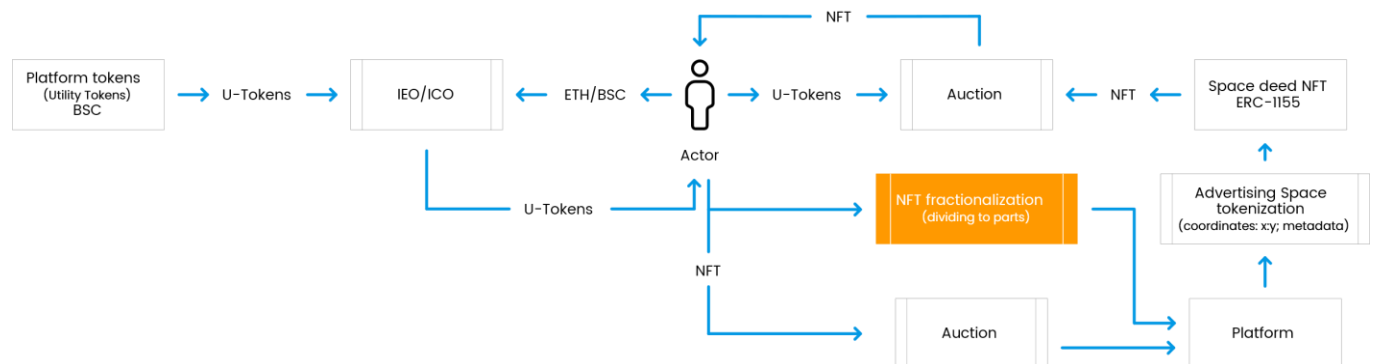 NFT
Platform tokens
(Utility Tokens)
BSC
U-Tokens
IEO/ICO
ETH/BSC
U-Tokens
Auction
NFT
Space deed NFT
ERC-1155
Actor
U-Tokens
NFT fractionalization
(dividing to parts)
Advertising Space
tokenization
(coordinates: x:y; metadata)
NFT
Auction
Platform